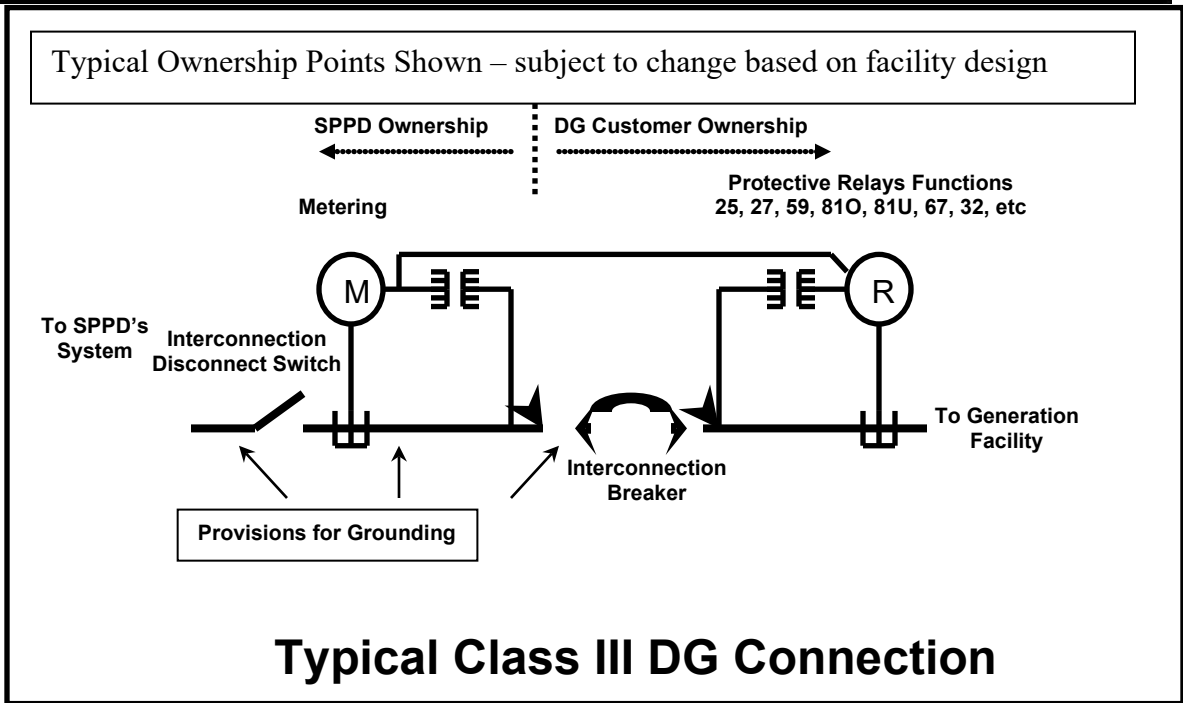 Typical Ownership Points Shown – subject to change based on facility design
SPPD Ownership
DG Customer Ownership
Metering
Protective Relays Functions
25, 27, 59, 81O, 81U, 67, 32, etc
M
R
To SPPD's
System
Interconnection
Disconnect Switch
To Generation
Facility
Interconnection
Breaker
Provisions for Grounding
Typical Class III DG Connection